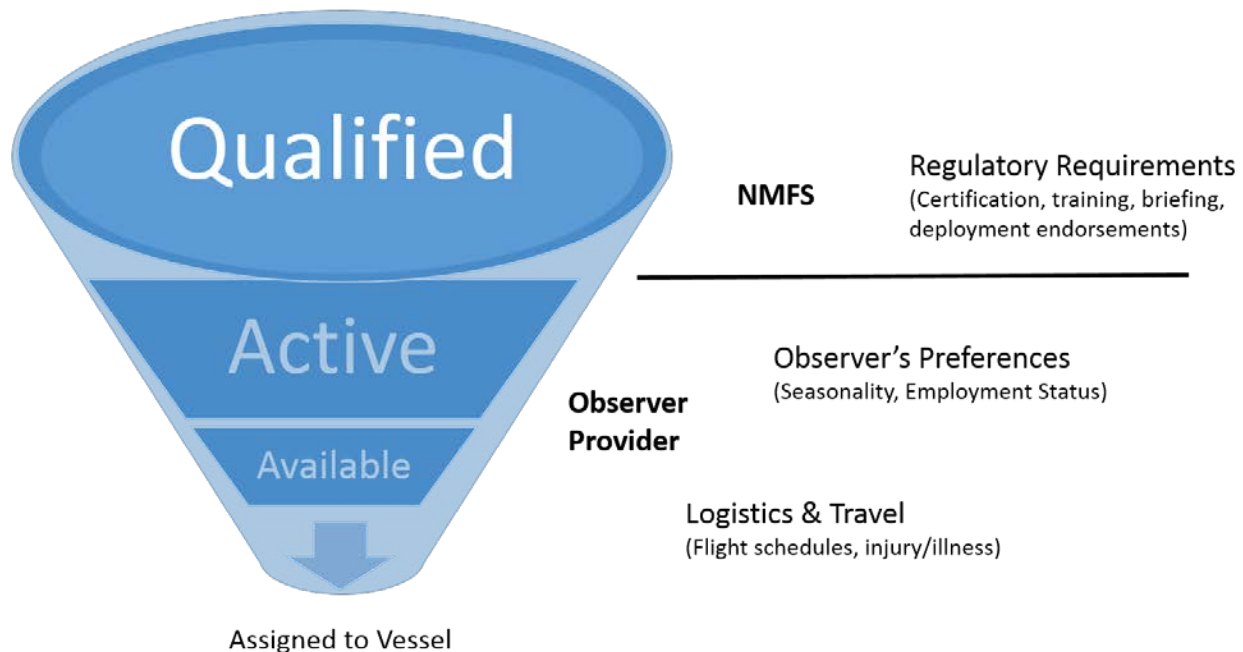 Qualified
NMFS
Regulatory Requirements
(Certification, training, briefing,
deployment endorsements)
Active
Observer’s Preferences
(Seasonality, Employment Status)
Observer
Provider
Available
Logistics & Travel
(Flight schedules, injury/illness)
Assigned to Vessel